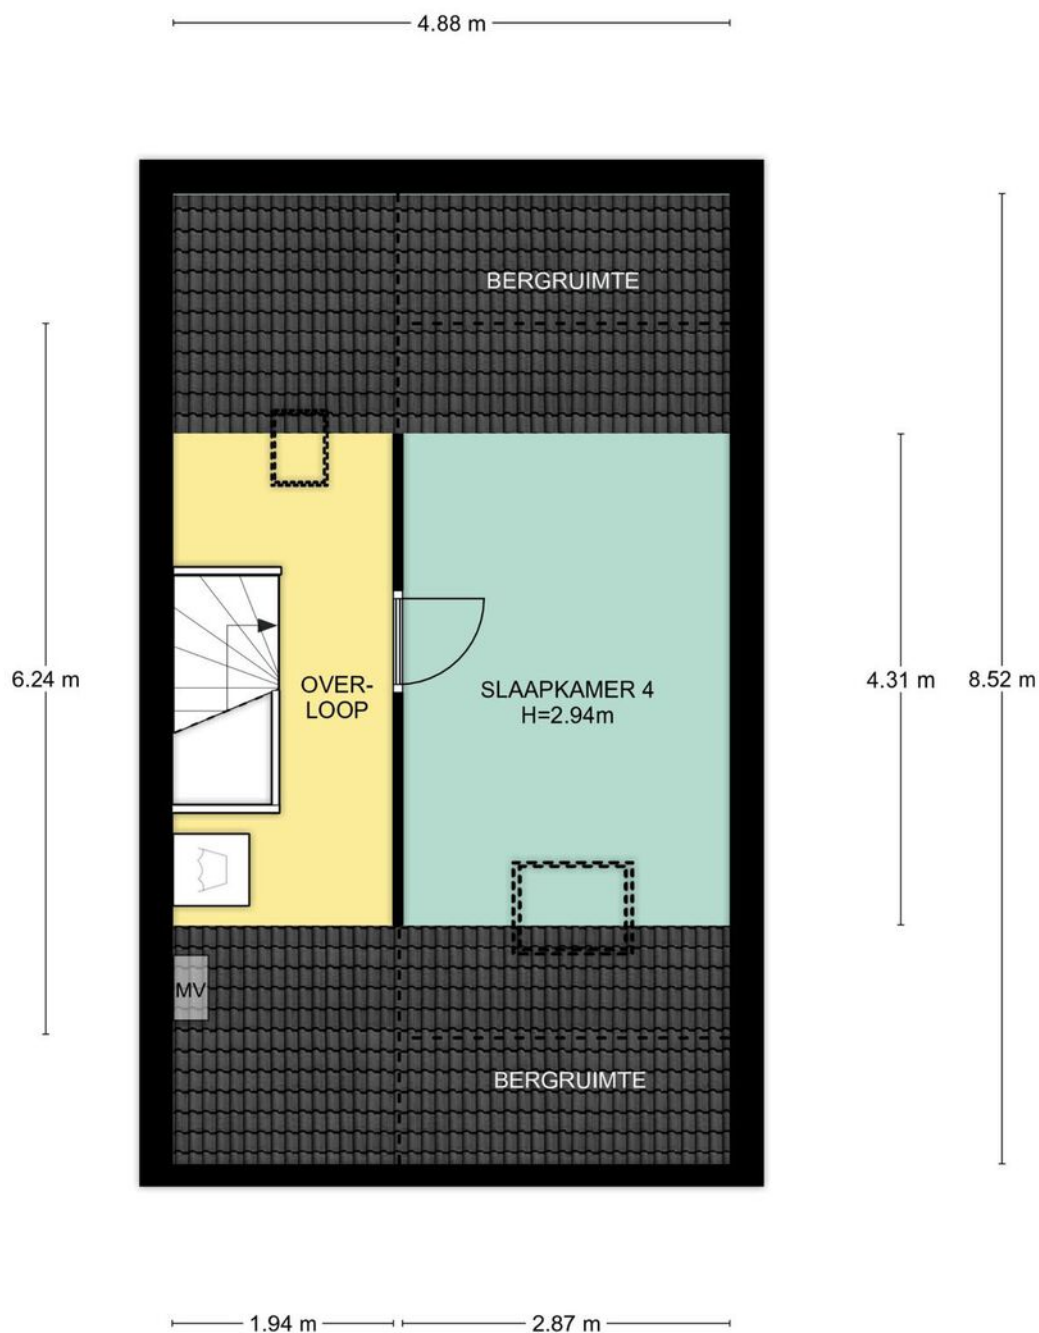 4.88 m
BERGRUIMTE
6.24 m
OVER-
LOOP
SLAAPKAMER 4
H=2.94m
4.31 m
8.52 m
MV
BERGRUIMTE
1.94 m
2.87 m